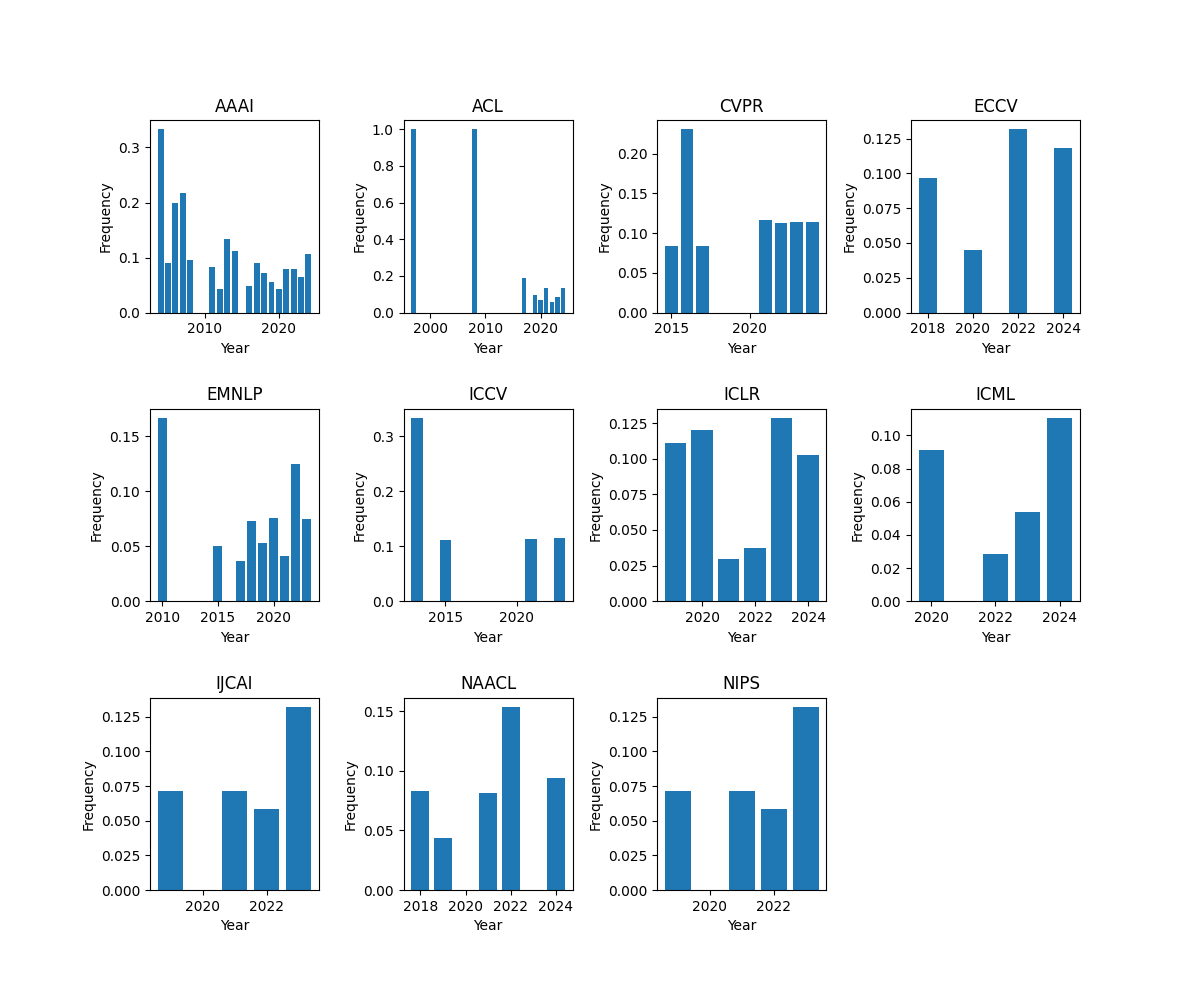 AAAI
0.3
0.2
0.1
0.0
Frequency
2010 2020
Year
ACL
1.0
0.8
0.6
0.4
0.2
0.0
Frequency
2000 2010 2020
Year
CVPR
0.20
0.15
0.10
0.05
0.00
Frequency
2015 2020
Year
ECCV
0.125
0.100
0.075
0.050
0.025
0.000
Frequency
2018 2020 2022 2024
Year
EMNLP
0.15
0.10
0.05
0.00
Frequency
2010 2015 2020
Year
ICCV
0.3
0.2
0.1
0.0
Frequency
2015 2020
Year
ICLR
0.125
0.100
0.075
0.050
0.025
0.000
Frequency
2020 2022 2024
Year
ICML
0.10
0.08
0.06
0.04
0.02
0.00
Frequency
2020 2022 2024
Year
IJCAI
0.125
0.100
0.075
0.050
0.025
0.000
Frequency
2020 2022
Year
NAACL
0.15
0.10
0.05
0.00
Frequency
2018 2020 2022 2024
Year
NIPS
0.125
0.100
0.075
0.050
0.025
0.000
Frequency
2020 2022
Year